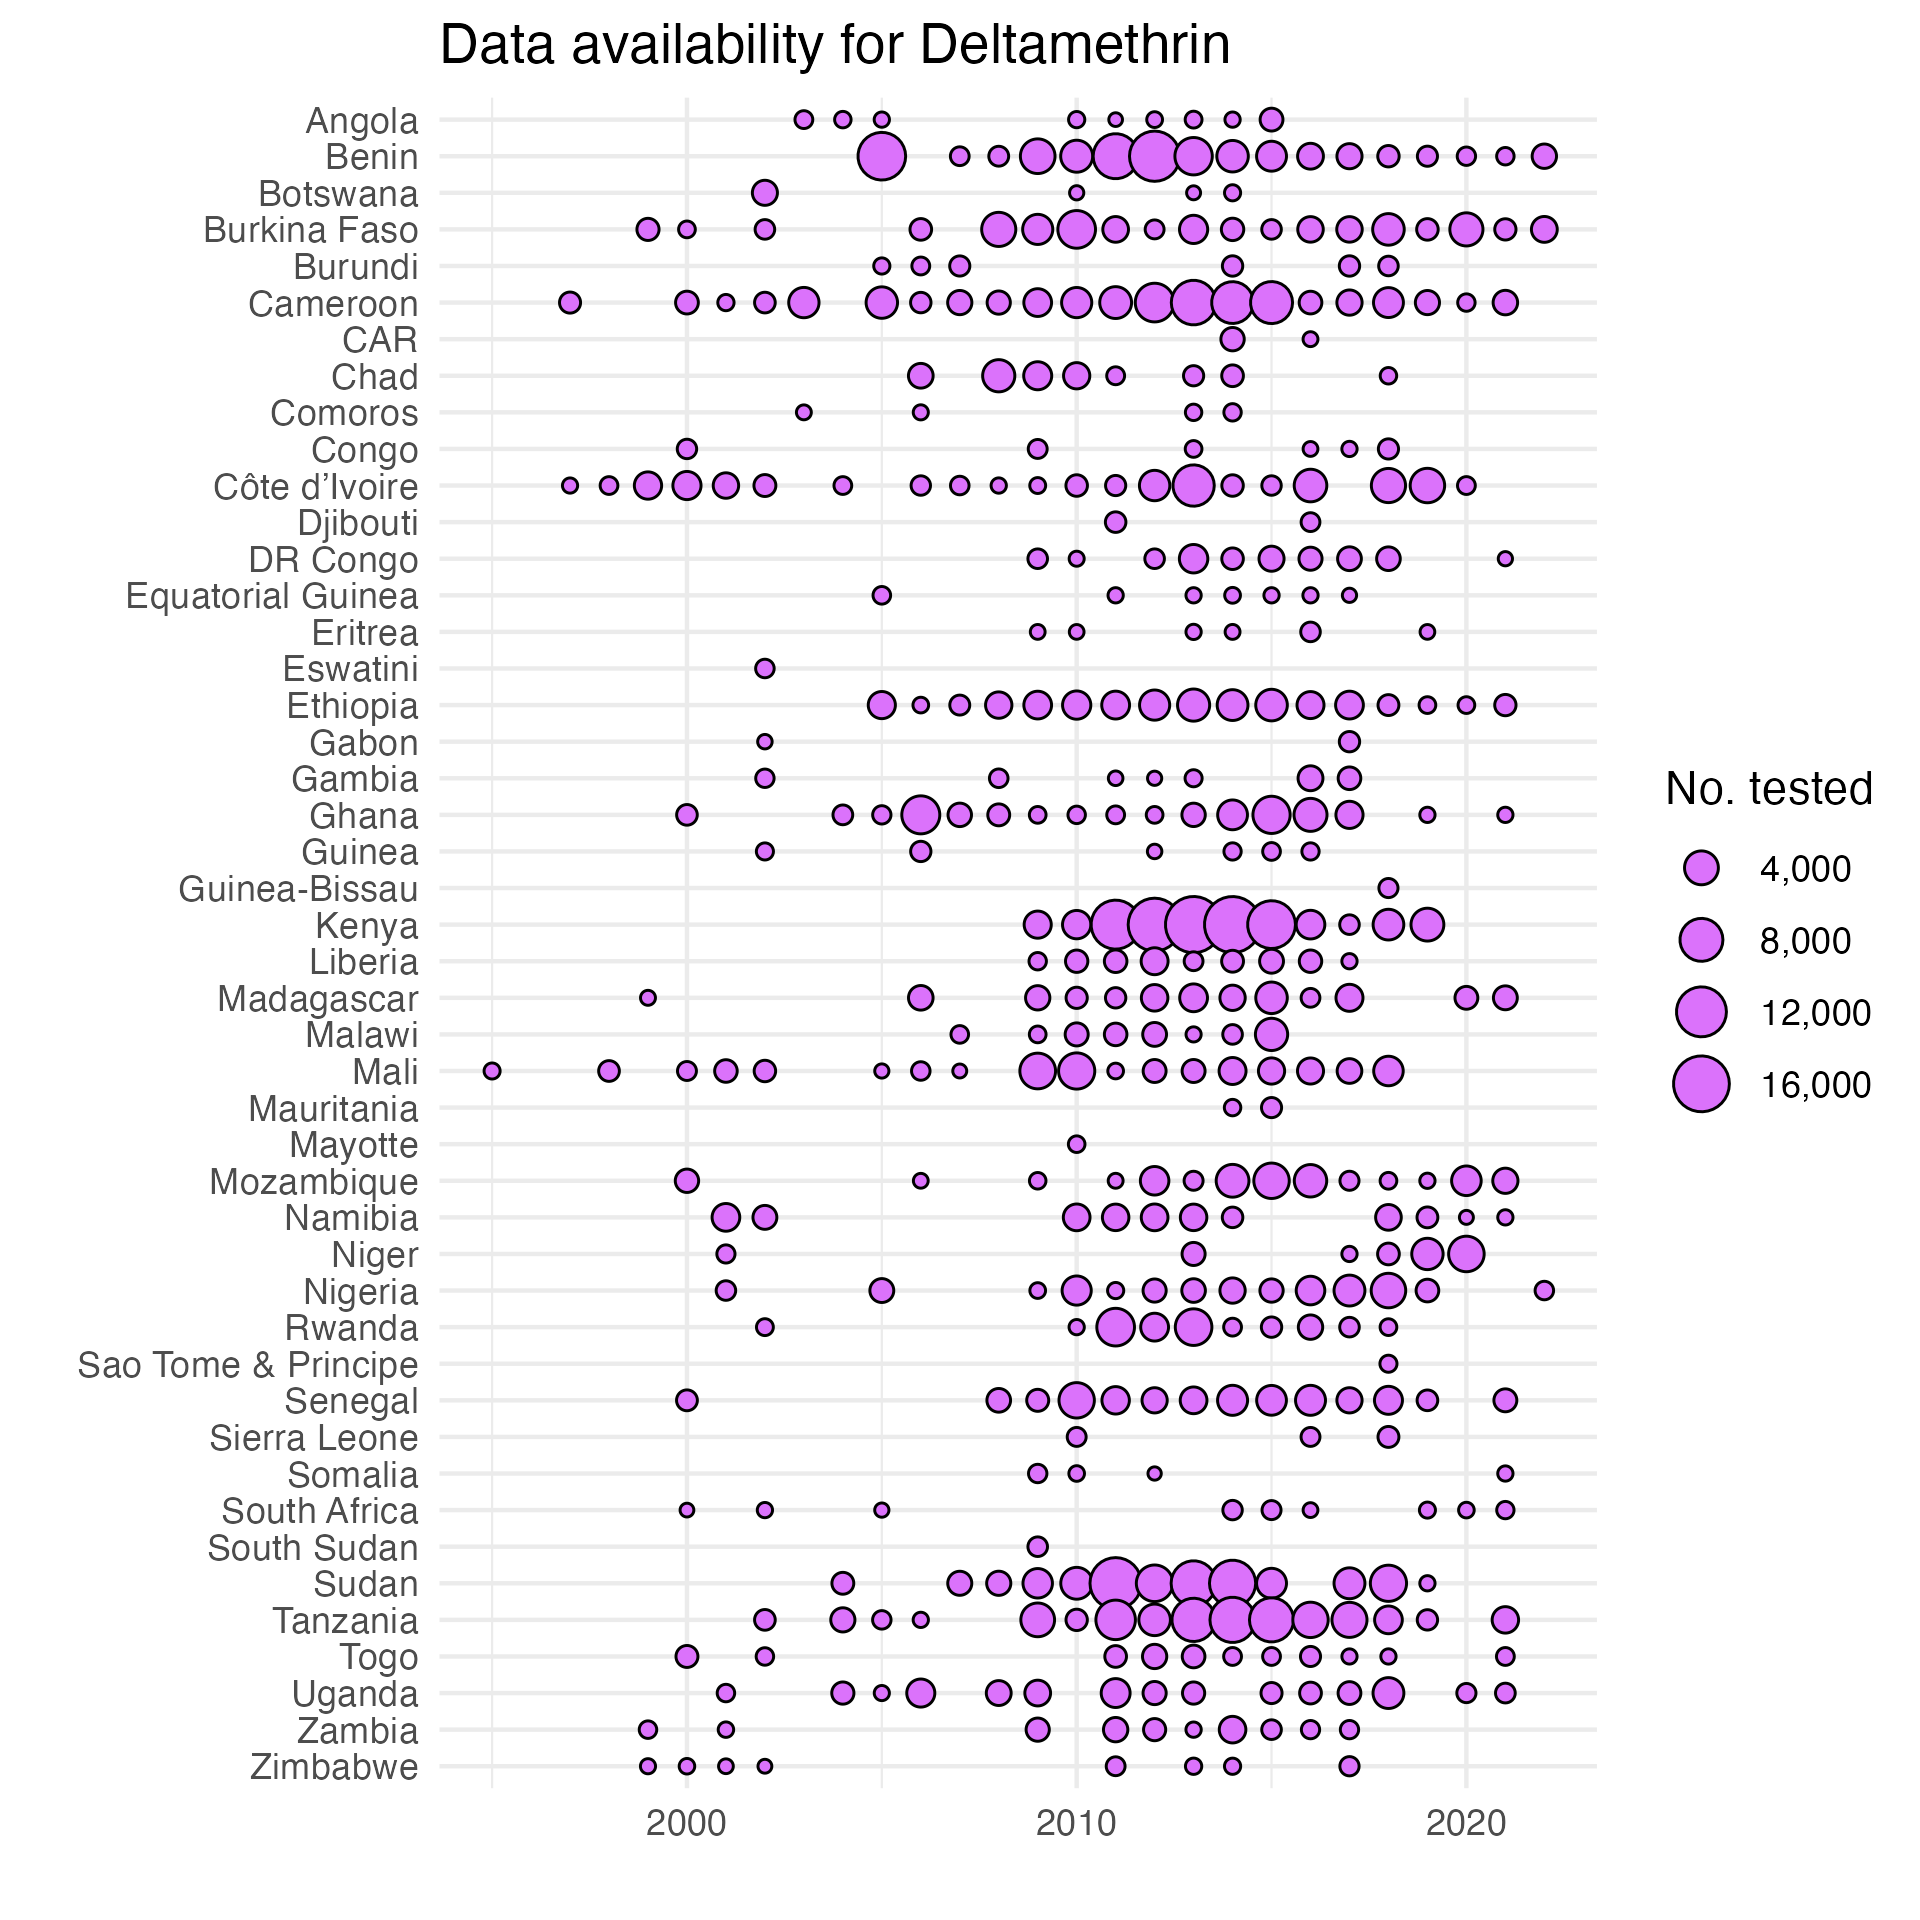 Data availability for Deltamethrin
Angola
Benin
Botswana
Burkina Faso
Burundi
Cameroon
CAR
Chad
Comoros
Congo
Côte d’Ivoire
Djibouti
DR Congo
Equatorial Guinea
Eritrea
Eswatini
Ethiopia
Gabon
Gambia
Ghana
Guinea
Guinea-Bissau
Kenya
Liberia
Madagascar
Malawi
Mali
Mauritania
Mayotte
Mozambique
Namibia
Niger
Nigeria
Rwanda
Sao Tome & Principe
Senegal
Sierra Leone
Somalia
South Africa
South Sudan
Sudan
Tanzania
Togo
Uganda
Zambia
Zimbabwe
2000 2010 2020
No. tested
4,000
8,000
12,000
16,000